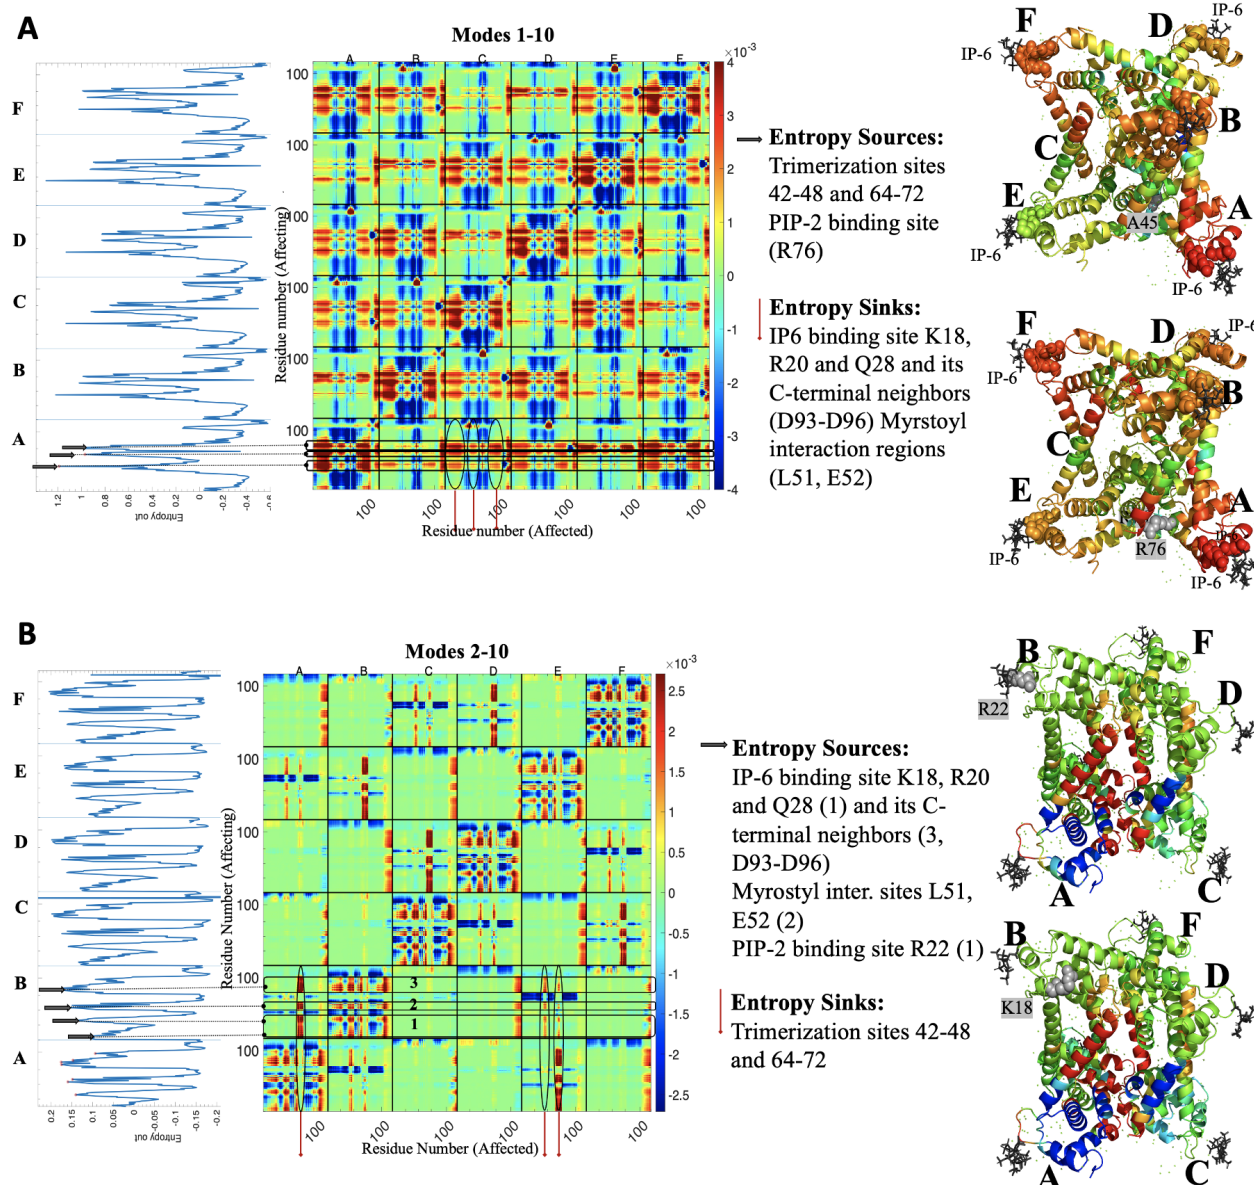 A
Modes 1-10
×10⁻³
A B C D E F
F
E
D
C
B
A
100
100
100
100
100
100
Residue number (Affecting)
4
3
2
1
0
-1
-2
-3
-4
1.2 1 0.8 0.6 0.4 0.2 0 -0.2 -0.4
Entropy out
100 100 100 100 100 100
Residue number (Affected)
Entropy Sources:
Trimerization sites
42-48 and 64-72
PIP-2 binding site
(R76)
Entropy Sinks:
IP6 binding site K18,
R20 and Q28 and its
C-terminal neighbors
(D93-D96) Myrstoyl
interaction regions
(L51, E52)
F D IP-6
IP-6
B
C
E A
A45
IP-6
IP-6
F D IP-6
IP-6
B
C
E A
IP-6
R76
IP-6 IP-6
B
Modes 2-10
×10⁻³
A B C D E F
F
E
D
C
B
A
100
100
100
100
100
100
Residue Number (Affecting)
3
2
1
2.5
2
1.5
1
0.5
0
-0.5
-1
-1.5
-2
-2.5
0.2 0.15 0.1 0.05 0 -0.05 -0.1 -0.15 -0.2
Entropy out
100 100 100 100 100 100
Residue Number (Affected)
Entropy Sources:
IP-6 binding site K18, R20
and Q28 (1) and its C-
terminal neighbors (3,
D93-D96)
Myrostyl inter. sites L51,
E52 (2)
PIP-2 binding site R22 (1)
Entropy Sinks:
Trimerization sites 42-48
and 64-72
B F
R22
D
A C
B F
D
K18
A C